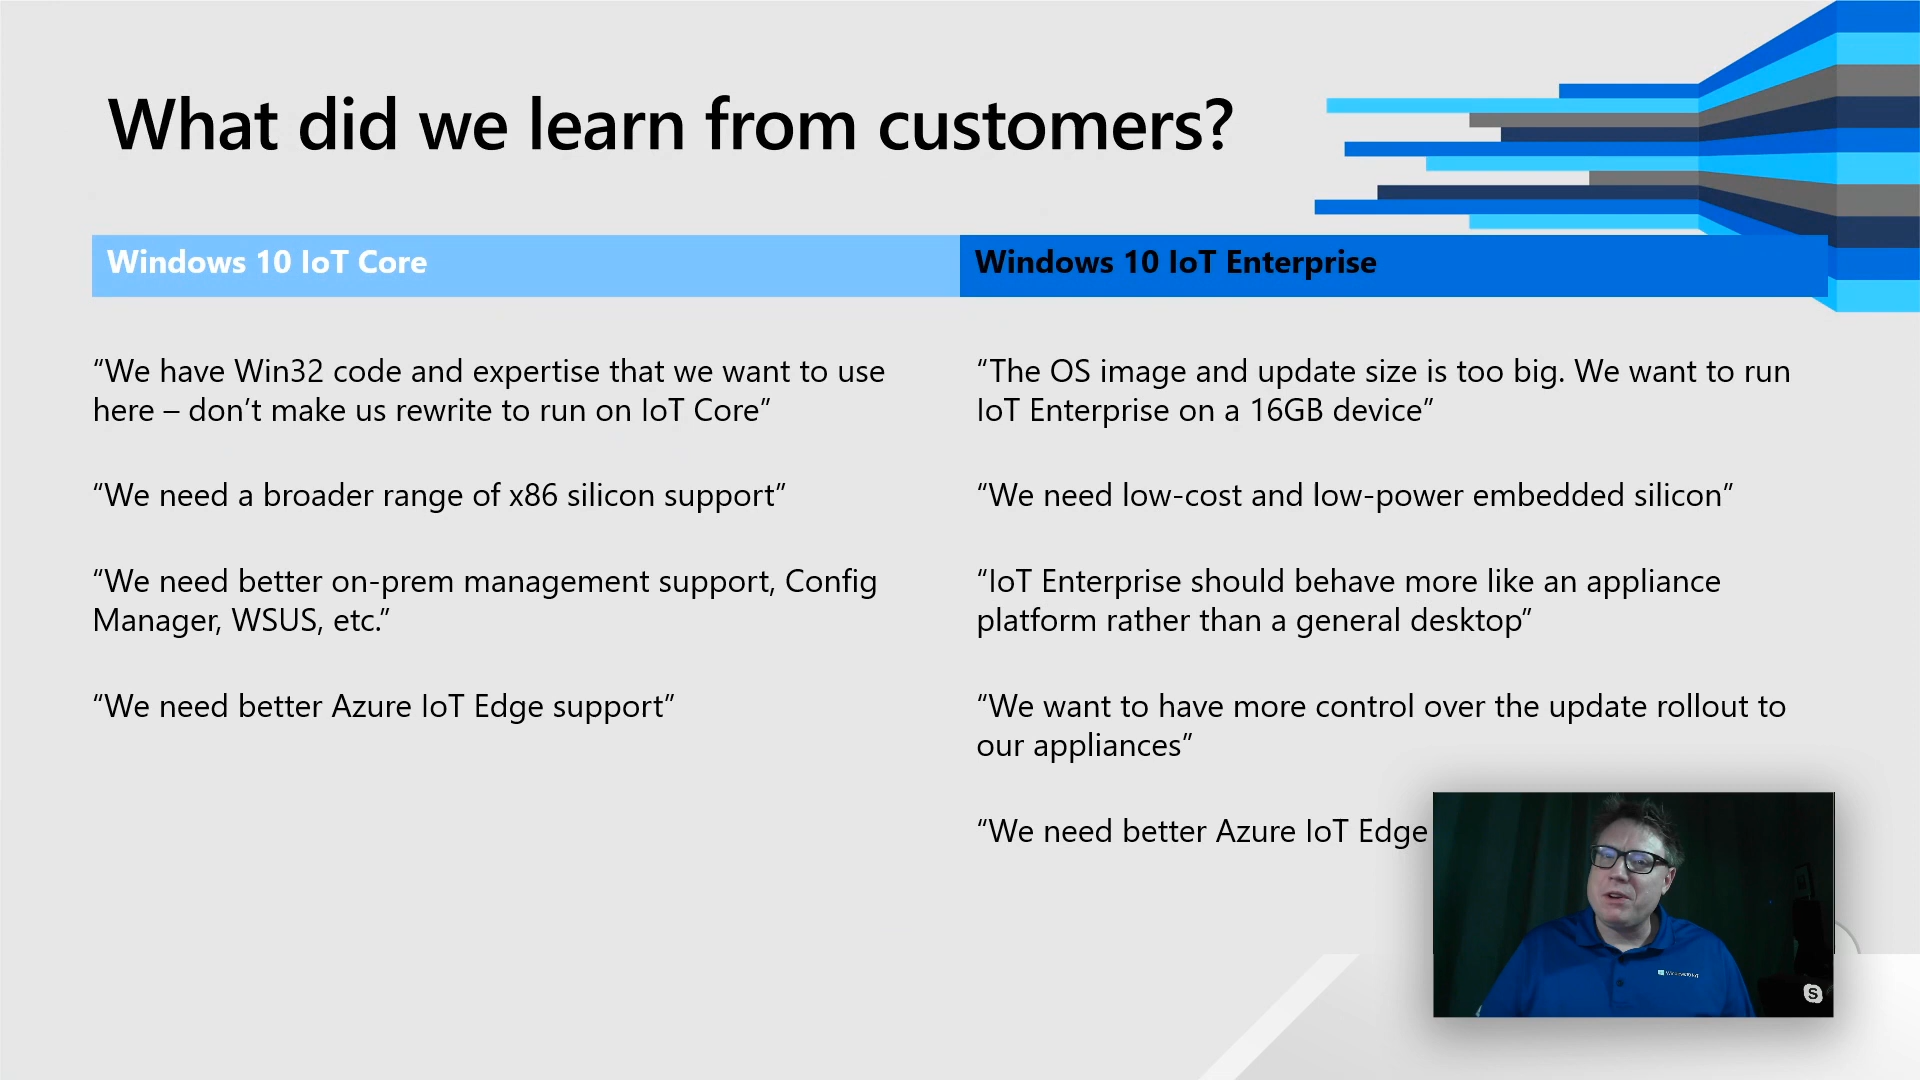 What did we learn from customers?
Windows 10 IoT Core
“We have Win32 code and expertise that we want to use
here – don’t make us rewrite to run on IoT Core”
“We need a broader range of x86 silicon support”
“We need better on-prem management support, Config
Manager, WSUS, etc.”
“We need better Azure IoT Edge support”
Windows 10 IoT Enterprise
“The OS image and update size is too big. We want to run
IoT Enterprise on a 16GB device”
“We need low-cost and low-power embedded silicon”
“IoT Enterprise should behave more like an appliance
platform rather than a general desktop”
“We want to have more control over the update rollout to
our appliances”
“We need better Azure IoT Edge
S